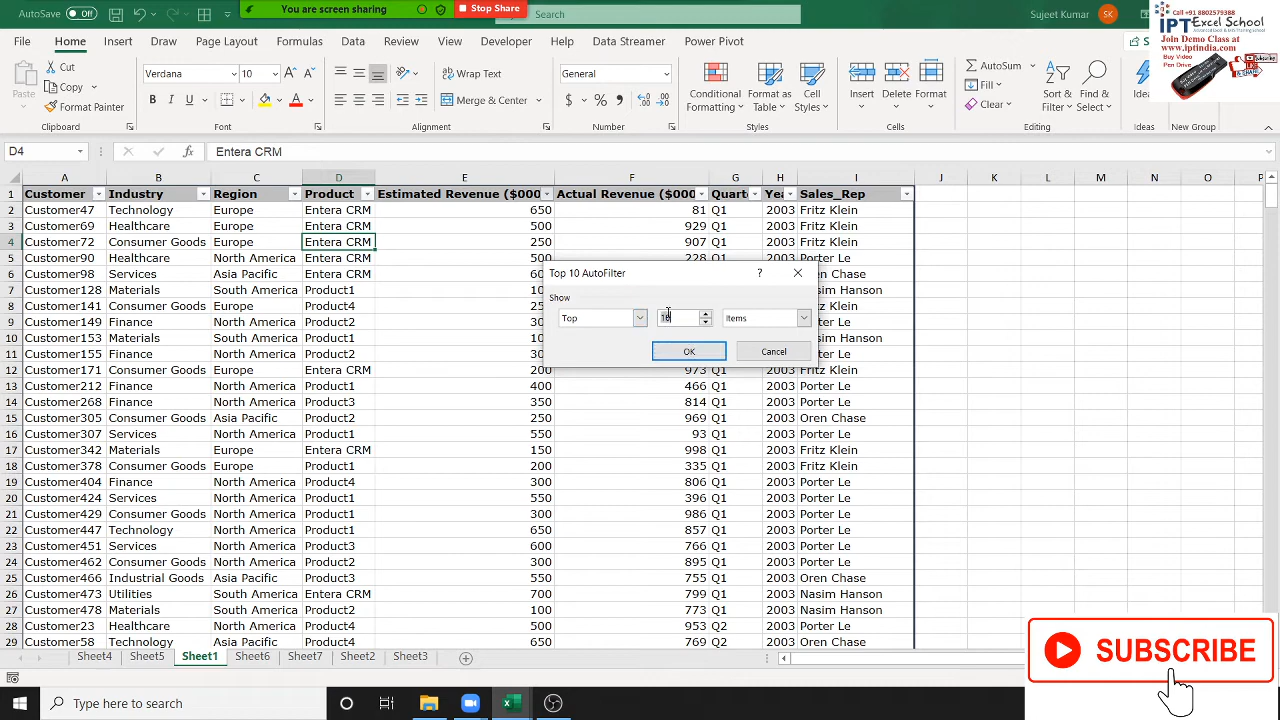 AutoSave Off You are screen sharing Stop Share Search Sujeet Kumar SK
Call +91 8802579388
IPT Excel School
Join Demo Class at
www.iptindia.com
Buy Video
Pen Drive
File Home Insert Draw Page Layout Formulas Data Review View Developer Help Data Streamer Power Pivot
Paste Cut Copy Format Painter Clipboard
Verdana 10 B I U Font
Wrap Text Merge & Center Alignment
General $ % Number
Conditional Formatting Format as Table Cell Styles Styles
Insert Delete Format Cells
AutoSum Fill Clear Sort & Filter Find & Select Editing
Ideas New Group
D4 fx Entera CRM
A B C D E F G H I J K L M N O P
1 Customer Industry Region Product Estimated Revenue ($000 Actual Revenue ($000 Quarte Yea Sales_Rep
2 Customer47 Technology Europe Entera CRM 650 81 Q1 2003 Fritz Klein
3 Customer69 Healthcare Europe Entera CRM 500 929 Q1 2003 Fritz Klein
4 Customer72 Consumer Goods Europe Entera CRM 250 907 Q1 2003 Fritz Klein
5 Customer90 Healthcare North America Entera CRM 500 228 Q1 2003 Porter Le
6 Customer98 Services Asia Pacific Entera CRM 60 en Chase
7 Customer128 Materials South America Product1 10 sim Hanson
8 Customer141 Consumer Goods Europe Product4 25 z Klein
9 Customer149 Finance North America Product2 30 ter Le
10 Customer153 Materials South America Product1 10 sim Hanson
11 Customer155 Finance North America Product2 30 ter Le
12 Customer171 Consumer Goods Europe Entera CRM 200 973 Q1 2003 Fritz Klein
13 Customer212 Finance North America Product2 400 466 Q1 2003 Porter Le
14 Customer268 Finance North America Product3 350 814 Q1 2003 Porter Le
15 Customer305 Consumer Goods Asia Pacific Product2 250 969 Q1 2003 Oren Chase
16 Customer307 Services North America Product1 550 93 Q1 2003 Porter Le
17 Customer342 Materials Europe Entera CRM 150 998 Q1 2003 Fritz Klein
18 Customer378 Consumer Goods Europe Product1 200 335 Q1 2003 Fritz Klein
19 Customer404 Finance North America Product4 300 806 Q1 2003 Porter Le
20 Customer424 Services North America Product1 550 396 Q1 2003 Porter Le
21 Customer429 Consumer Goods North America Product1 300 986 Q1 2003 Porter Le
22 Customer447 Technology North America Product1 650 857 Q1 2003 Porter Le
23 Customer451 Services North America Product3 600 766 Q1 2003 Porter Le
24 Customer462 Consumer Goods North America Product2 300 895 Q1 2003 Porter Le
25 Customer466 Industrial Goods Asia Pacific Product3 550 755 Q1 2003 Oren Chase
26 Customer473 Utilities South America Entera CRM 700 799 Q1 2003 Nasim Hanson
27 Customer478 Materials South America Product2 100 773 Q1 2003 Nasim Hanson
28 Customer23 Healthcare North America Product4 500 953 Q2 2003 Porter Le
29 Customer58 Technology Asia Pacific Product4 650 769 Q2 2003 Oren Chase
Top 10 AutoFilter ?
Show
Top 10 Items
OK Cancel
Sheet4 Sheet5 Sheet1 Sheet6 Sheet7 Sheet2 Sheet3
SUBSCRIBE
Type here to search